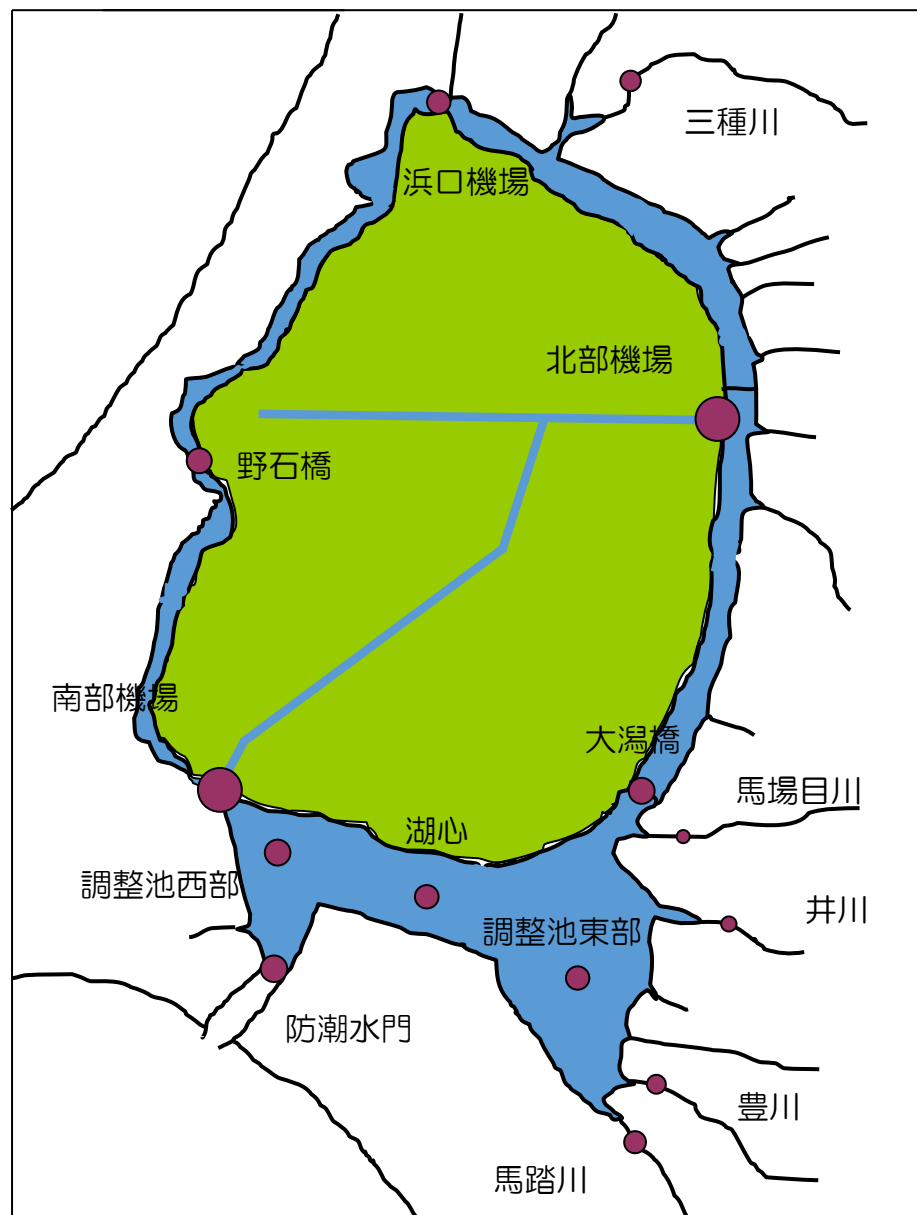 三種川
浜口機場
北部機場
野石橋
南部機場
大潟橋
馬場目川
湖心
調整池西部
井川
調整池東部
防潮水門
豊川
馬踏川